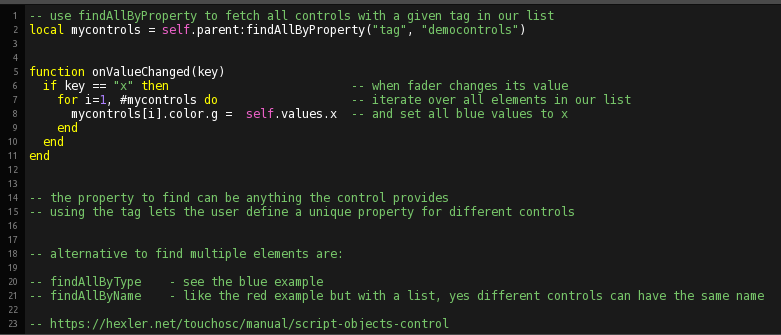 1 -- use findAllByProperty to fetch all controls with a given tag in our list
2 local mycontrols = self.parent:findAllByProperty("tag", "democontrols")
3
4
5 function onValueChanged(key)
6 if key == "x" then -- when fader changes its value
7 for i=1, #mycontrols do -- iterate over all elements in our list
8 mycontrols[i].color.g = self.values.x -- and set all blue values to x
9 end
10 end
11 end
12
13
14 -- the property to find can be anything the control provides
15 -- using the tag lets the user define a unique property for different controls
16
17
18 -- alternative to find multiple elements are:
19
20 -- findAllByType - see the blue example
21 -- findAllByName - like the red example but with a list, yes different controls can have the same name
22
23 -- https://hexler.net/touchosc/manual/script-objects-control